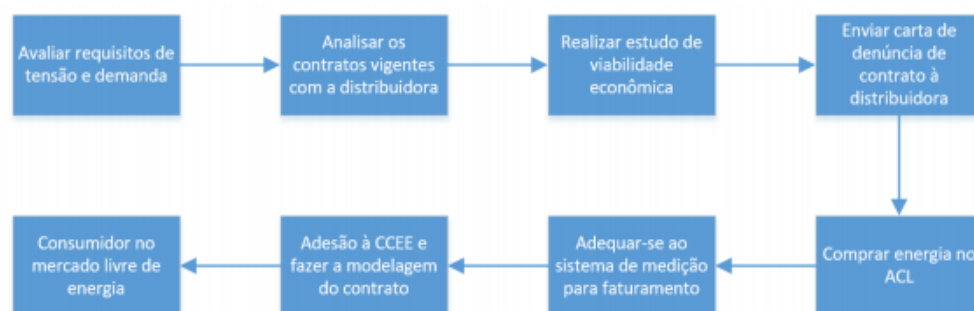 Avaliar requisitos de
tensão e demanda
Analisar os
contratos vigentes
com a distribuidora
Realizar estudo de
viabilidade
econômica
Enviar carta de
denúncia de
contrato à
distribuidora
Comprar energia no
ACL
Adequar-se ao
sistema de medição
para faturamento
Adesão à CCEE e
fazer a modelagem
do contrato
Consumidor no
mercado livre de
energia